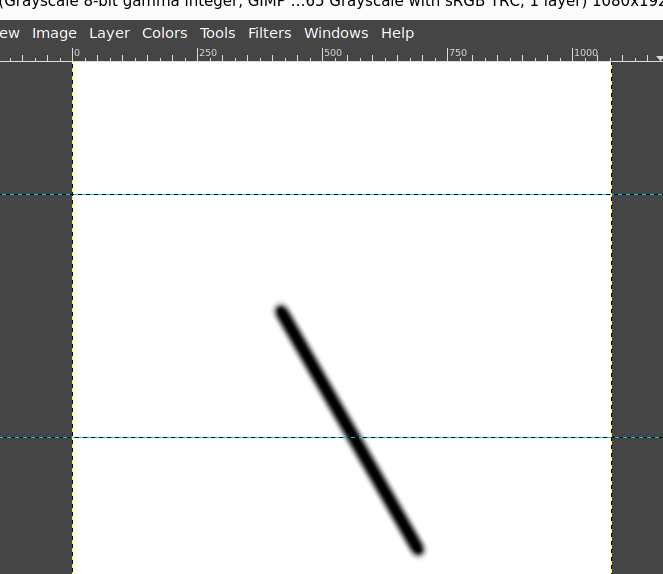 (Grayscale 8-bit gamma integer, GIMP ...65 Grayscale with sRGB TRC, 1 layer) 1080x192
ew Image Layer Colors Tools Filters Windows Help
0 250 500 750 1000